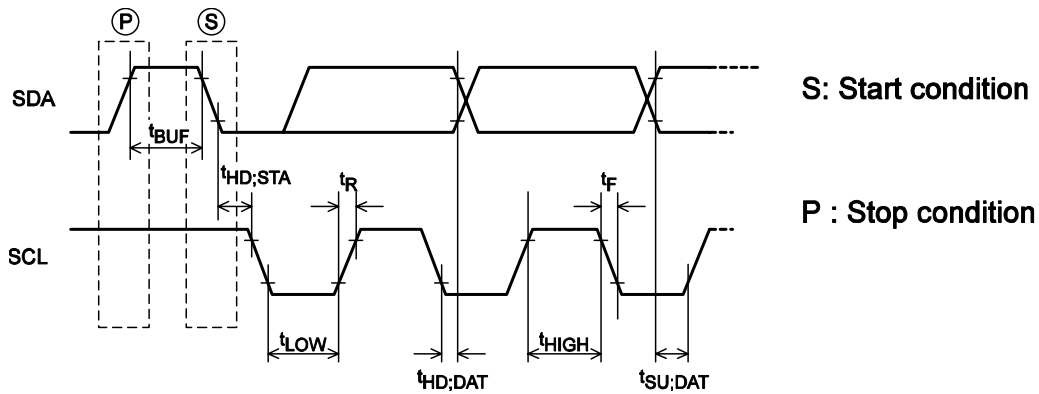 P
S
SDA
S: Start condition
tBUF
tHD;STA
tR
tF
P : Stop condition
SCL
tLOW
tHIGH
tHD;DAT
tSU;DAT